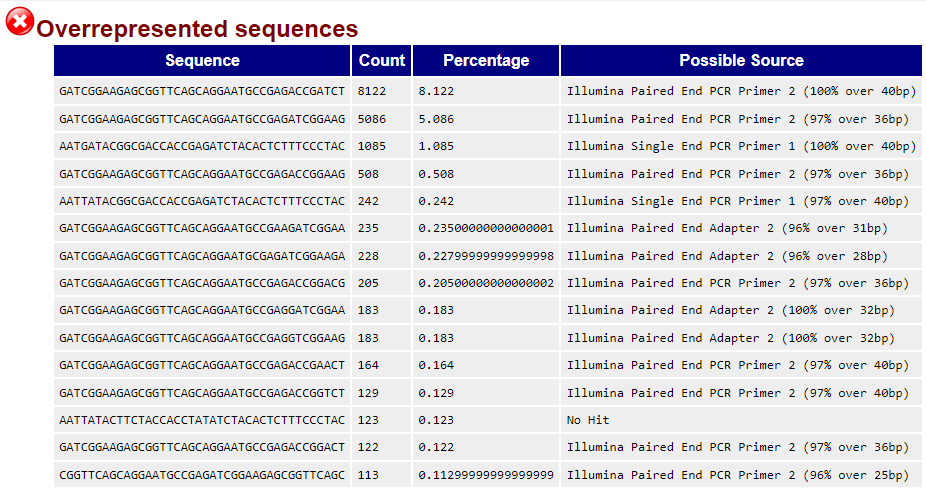 Overrepresented sequences
Sequence Count Percentage Possible Source
GATCGGAAGAGCGGTTCAGCAGGAATGCCGAGACCGATCT 8122 8.122 Illumina Paired End PCR Primer 2 (100% over 40bp)
GATCGGAAGAGCGGTTCAGCAGGAATGCCGAGATCGGAAG 5086 5.086 Illumina Paired End PCR Primer 2 (97% over 36bp)
AATGATACGGCGACCACCGAGATCTACACTCTTTCCCTAC 1085 1.085 Illumina Single End PCR Primer 1 (100% over 40bp)
GATCGGAAGAGCGGTTCAGCAGGAATGCCGAGACCGGAAG 508 0.508 Illumina Paired End PCR Primer 2 (97% over 36bp)
AATTATACGGCGACCACCGAGATCTACACTCTTTCCCTAC 242 0.242 Illumina Single End PCR Primer 1 (97% over 40bp)
GATCGGAAGAGCGGTTCAGCAGGAATGCCGAAGATCGGAA 235 0.23500000000000001 Illumina Paired End Adapter 2 (96% over 31bp)
GATCGGAAGAGCGGTTCAGCAGGAATGCGAGATCGGAAGA 228 0.22799999999999998 Illumina Paired End Adapter 2 (96% over 28bp)
GATCGGAAGAGCGGTTCAGCAGGAATGCCGAGACCGGACG 205 0.20500000000000002 Illumina Paired End PCR Primer 2 (97% over 36bp)
GATCGGAAGAGCGGTTCAGCAGGAATGCCGAGGATCGGAA 183 0.183 Illumina Paired End Adapter 2 (100% over 32bp)
GATCGGAAGAGCGGTTCAGCAGGAATGCCGAGGTCGGAAG 183 0.183 Illumina Paired End Adapter 2 (100% over 32bp)
GATCGGAAGAGCGGTTCAGCAGGAATGCCGAGACCGAACT 164 0.164 Illumina Paired End PCR Primer 2 (97% over 40bp)
GATCGGAAGAGCGGTTCAGCAGGAATGCCGAGACCGGTCT 129 0.129 Illumina Paired End PCR Primer 2 (97% over 40bp)
AATTATACTTCTACCACCTATATCTACACTCTTTCCCTAC 123 0.123 No Hit
GATCGGAAGAGCGGTTCAGCAGGAATGCCGAGACCGGACT 122 0.122 Illumina Paired End PCR Primer 2 (97% over 36bp)
CGGTTCAGCAGGAATGCCGAGATCGGAAGAGCGGTTCAGC 113 0.11299999999999999 Illumina Paired End PCR Primer 2 (96% over 25bp)